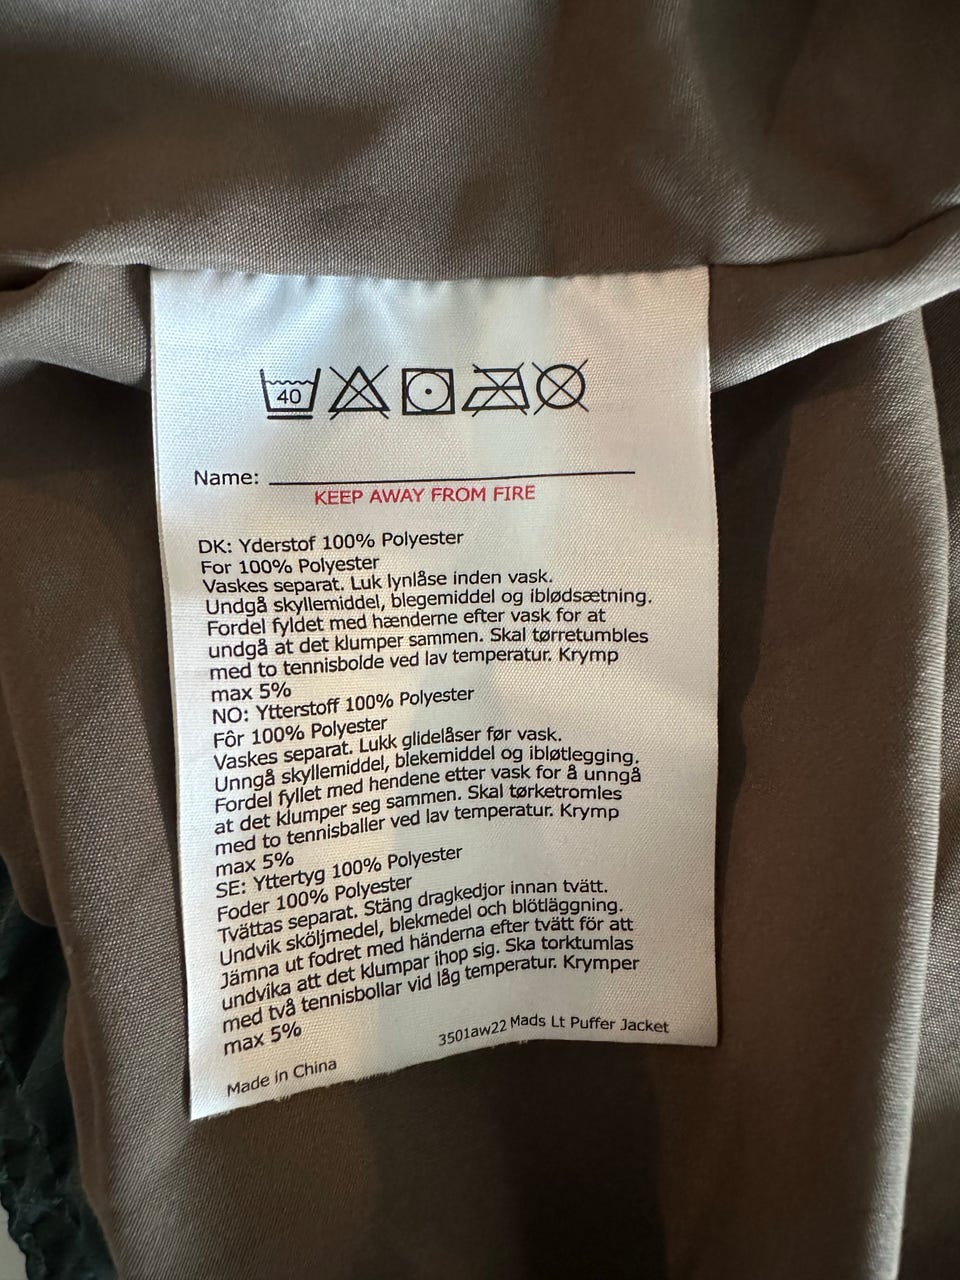 40
Name:
KEEP AWAY FROM FIRE
DK: Yderstof 100% Polyester
For 100% Polyester
Vaskes separat. Luk lynlåse inden vask.
Undgå skyllemiddel, blegemiddel og iblødsætning.
Fordel fyldet med hænderne efter vask for at
undgå at det klumper sammen. Skal tørretumbles
med to tennisbolde ved lav temperatur. Krymp
max 5%
NO: Ytterstoff 100% Polyester
Fôr 100% Polyester
Vaskes separat. Lukk glidelåser før vask.
Unngå skyllemiddel, blekemiddel og ibløtlegging.
Fordel fyllet med hendene etter vask for å unngå
at det klumper seg sammen. Skal tørketromles
med to tennisballer ved lav temperatur. Krymp
max 5%
SE: Yttertyg 100% Polyester
Foder 100% Polyester
Tvättas separat. Stäng dragkedjor innan tvätt.
Undvik sköljmedel, blekmedel och blötläggning.
Jämna ut fodret med händerna efter tvätt för att
undvika att det klumpar ihop sig. Ska torktumlas
med två tennisbollar vid låg temperatur. Krymper
max 5%
3501aw22 Mads Lt Puffer Jacket
Made in China